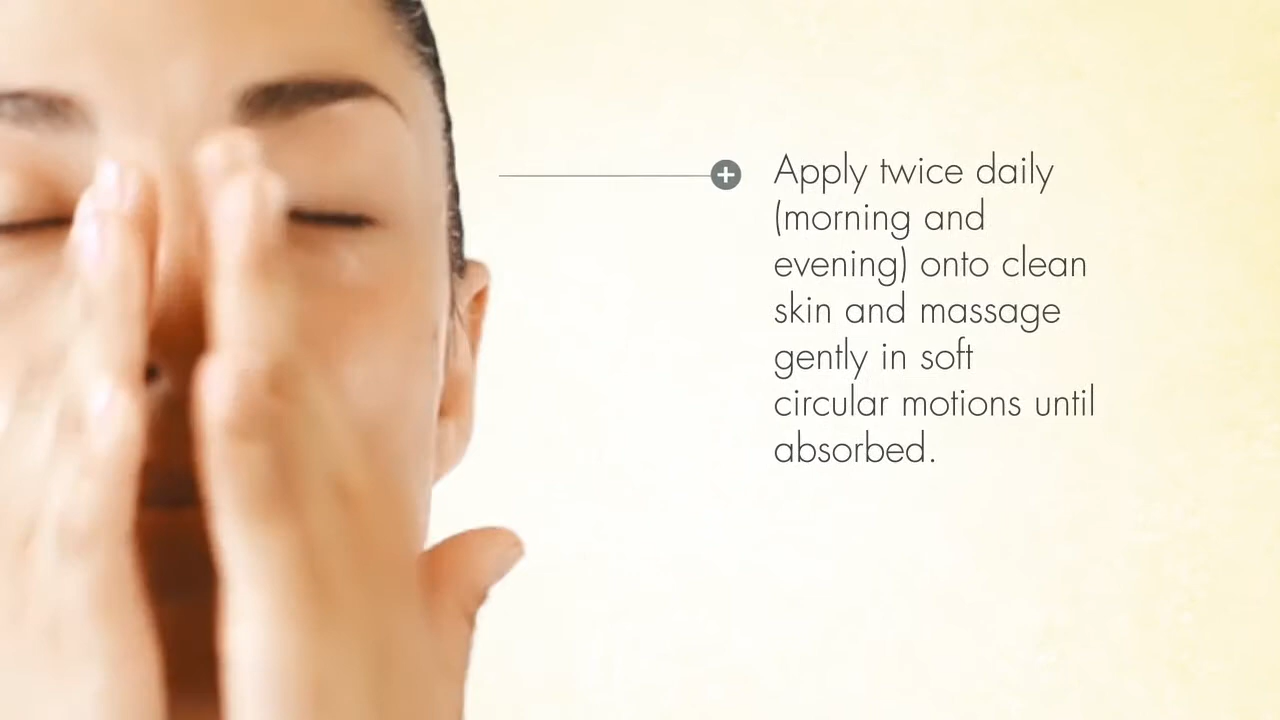 Apply twice daily
(morning and
evening) onto clean
skin and massage
gently in soft
circular motions until
absorbed.